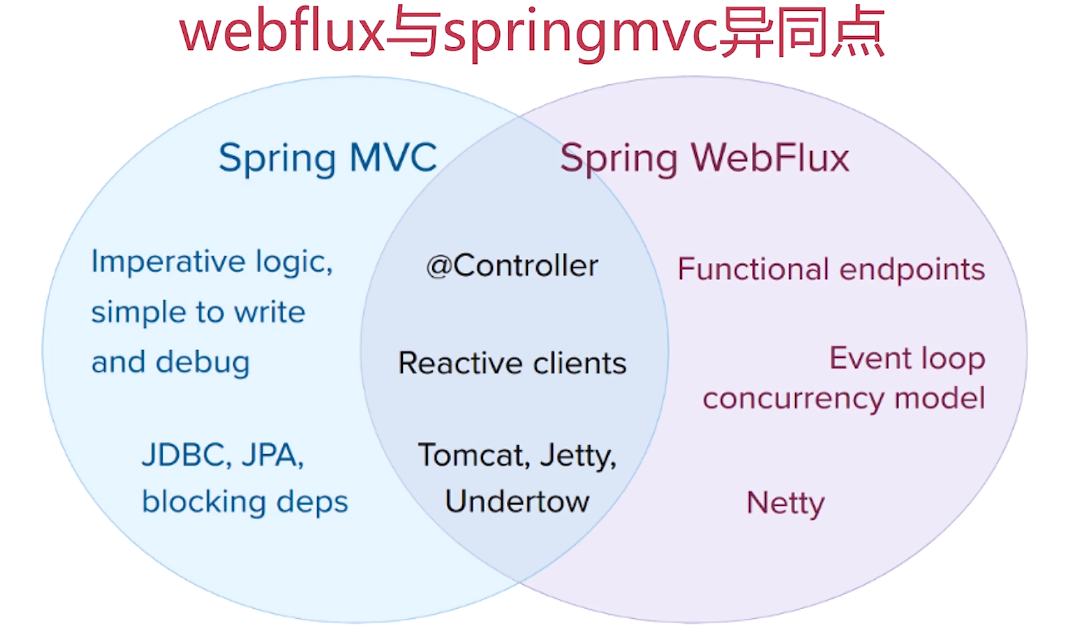 webflux与springmvc异同点
Spring MVC
Spring WebFlux
Imperative logic,
simple to write
and debug
JDBC, JPA,
blocking deps
@Controller
Reactive clients
Tomcat, Jetty,
Undertow
Functional endpoints
Event loop
concurrency model
Netty